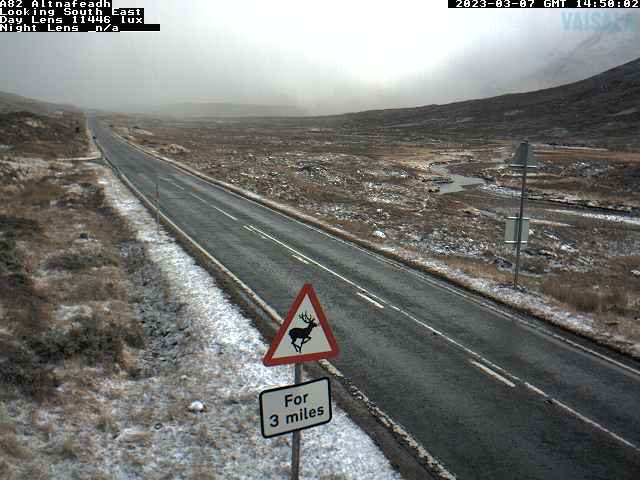 A82 Altnafeadh
Looking South East
Day Lens 11446 lux
Night Lens n/a
2023-03-07 GMT 14:50:02
VAISALA
For
3 miles